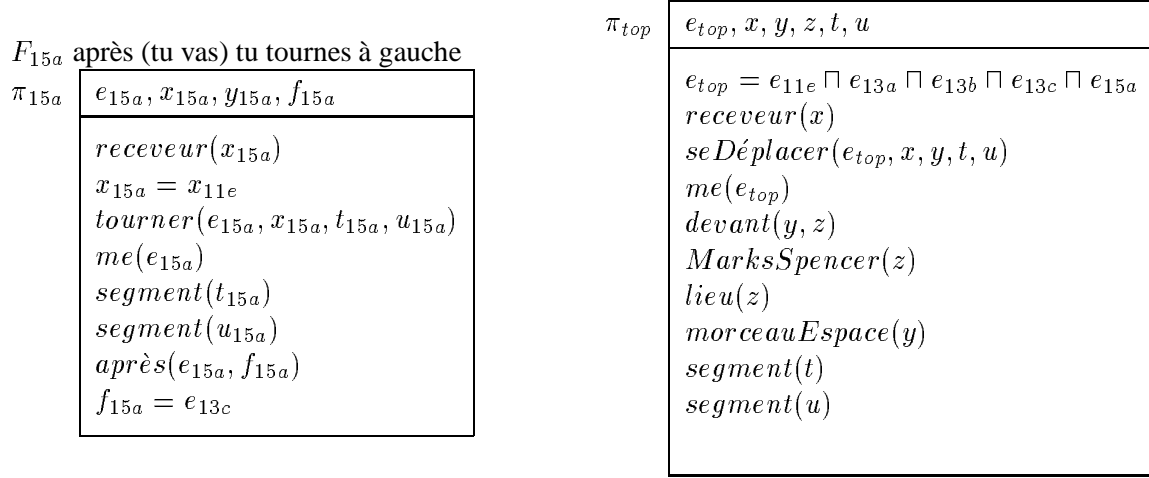 F15a après (tu vas) tu tournes à gauche
π15a
e15a, x15a, y15a, f15a
receveur(x15a)
x15a = x11e
tourner(e15a, x15a, t15a, u15a)
me(e15a)
segment(t15a)
segment(u15a)
après(e15a, f15a)
f15a = e13c
πtop
etop, x, y, z, t, u
etop = e11e ⊓ e13a ⊓ e13b ⊓ e13c ⊓ e15a
receveur(x)
seDéplacer(etop, x, y, t, u)
me(etop)
devant(y, z)
MarksSpencer(z)
lieu(z)
morceauEspace(y)
segment(t)
segment(u)